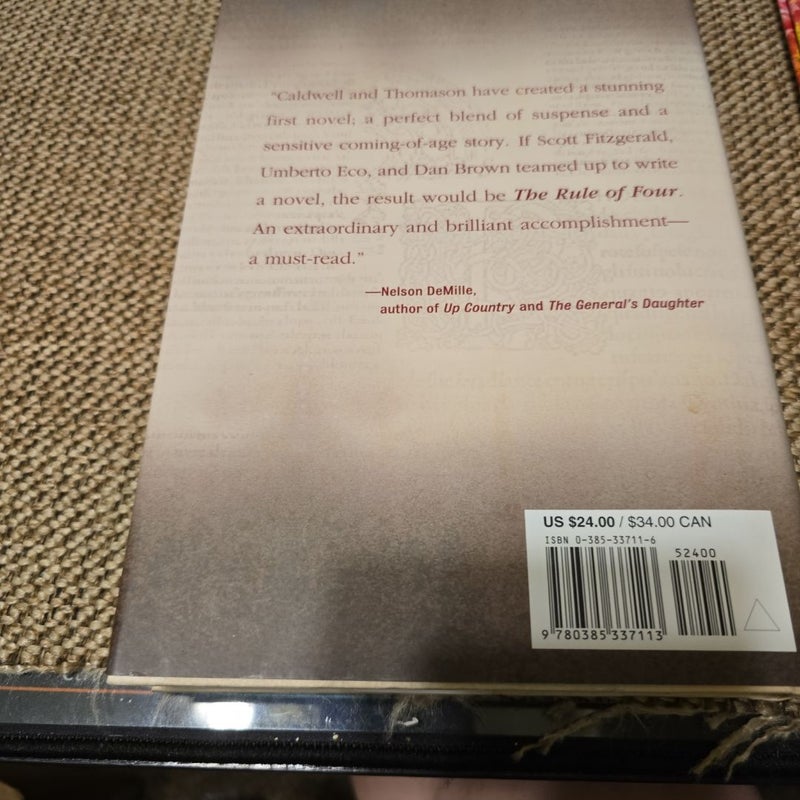 "Caldwell and Thomason have created a stunning
first novel; a perfect blend of suspense and a
sensitive coming-of-age story. If Scott Fitzgerald,
Umberto Eco, and Dan Brown teamed up to write
a novel, the result would be The Rule of Four.
An extraordinary and brilliant accomplishment—
a must-read."
—Nelson DeMille,
author of Up Country and The General's Daughter
US $24.00 / $34.00 CAN
ISBN 0-385-33711-6
52400
9 780385 337113